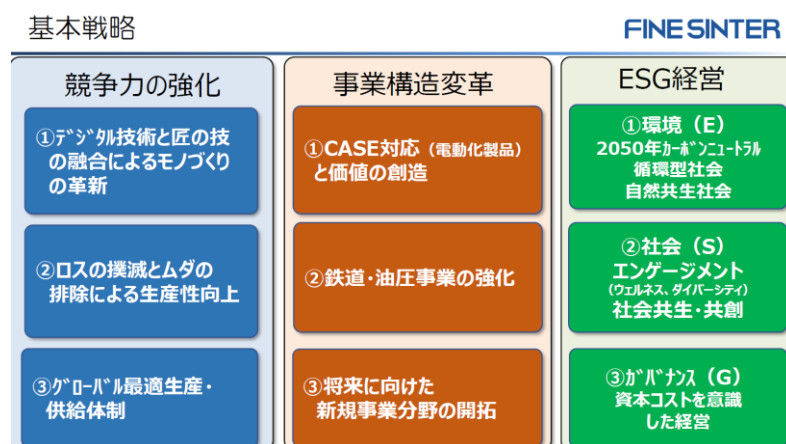 基本戦略
FINE SINTER
競争力の強化
①ﾃﾞｼﾞﾀﾙ技術と匠の技
の融合によるモノづくり
の革新
②ロスの撲滅とムダの
排除による生産性向上
③ｸﾞﾛｰﾊﾞﾙ最適生産・
供給体制
事業構造変革
①CASE対応（電動化製品）
と価値の創造
②鉄道・油圧事業の強化
③将来に向けた
新規事業分野の開拓
ESG経営
①環境（E）
2050年ｶｰﾎﾞﾝﾆｭｰﾄﾗﾙ
循環型社会
自然共生社会
②社会（S）
エンゲージメント
(ウェルネス、ダイバーシティ)
社会共生・共創
③ｶﾞﾊﾞﾅﾝｽ（G）
資本コストを意識
した経営